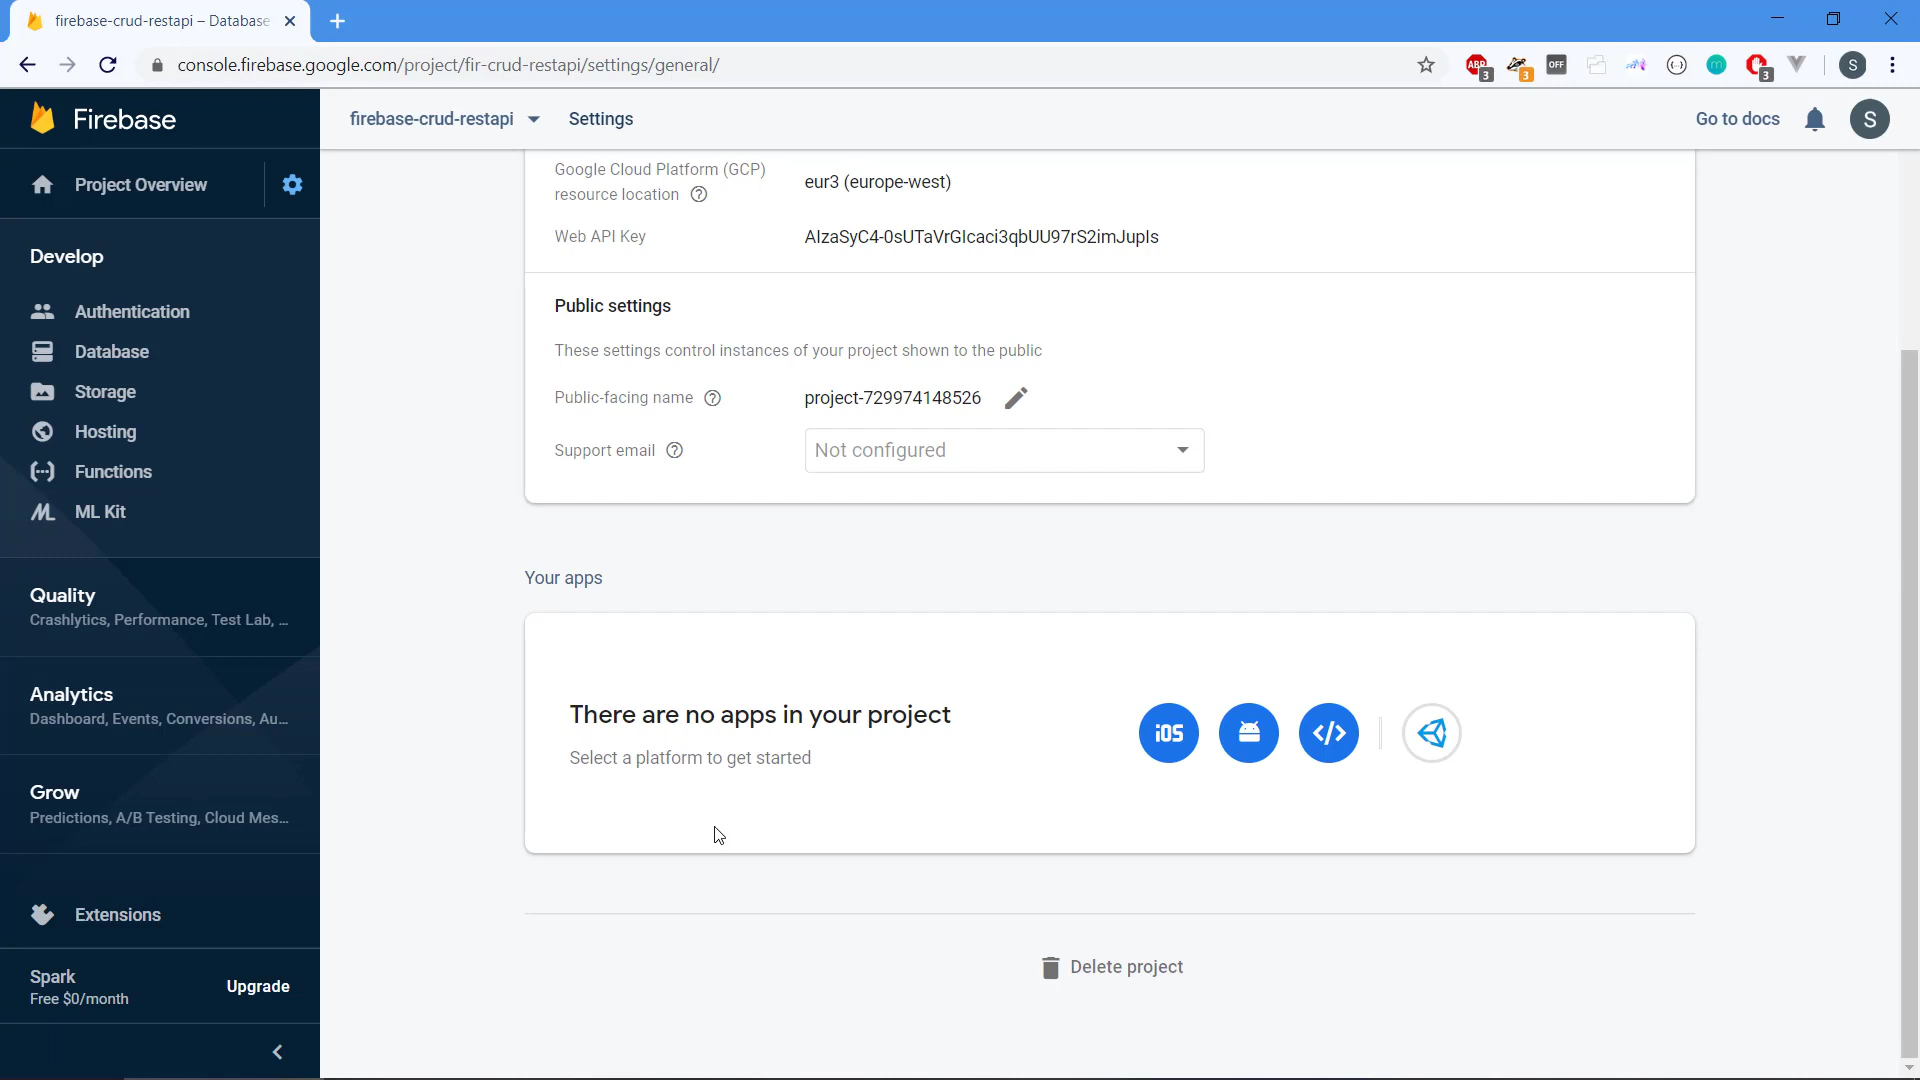 firebase-crud-restapi – Database
console.firebase.google.com/project/fir-crud-restapi/settings/general/
ABP
3
3
OFF
m
3
S
Firebase
firebase-crud-restapi
Settings
Go to docs
S
Project Overview
Develop
Authentication
Database
Storage
Hosting
Functions
ML Kit
Quality
Crashlytics, Performance, Test Lab, ...
Analytics
Dashboard, Events, Conversions, Au...
Grow
Predictions, A/B Testing, Cloud Mes...
Extensions
Spark
Free $0/month
Upgrade
Google Cloud Platform (GCP)
resource location
eur3 (europe-west)
Web API Key
AIzaSyC4-0sUTaVrGIcaci3qbUU97rS2imJupIs
Public settings
These settings control instances of your project shown to the public
Public-facing name
project-729974148526
Support email
Not configured
Your apps
There are no apps in your project
Select a platform to get started
iOS
Delete project